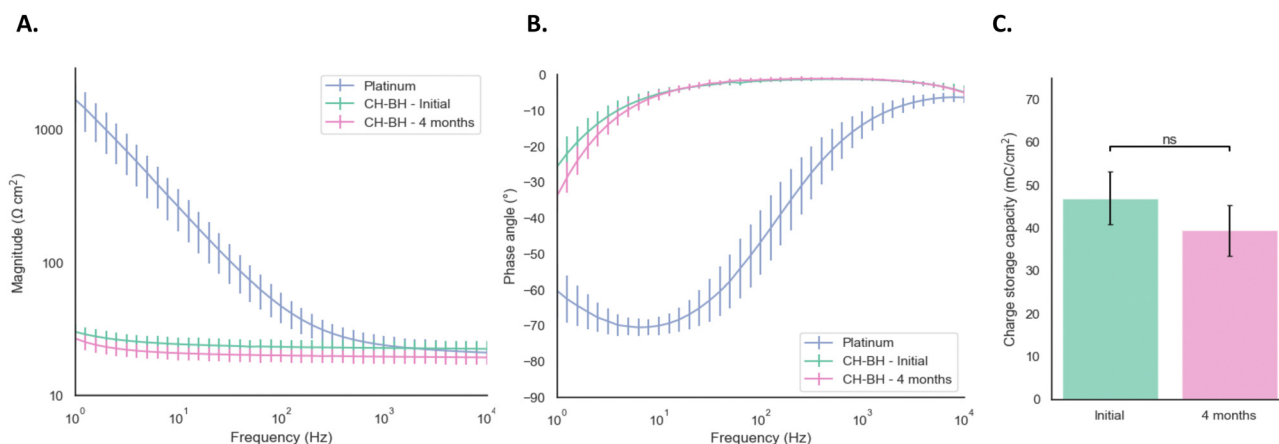 A.
B.
C.
Magnitude (Ω cm²)
1000
100
10
10⁰
10¹
10²
10³
10⁴
Frequency (Hz)
Platinum
CH-BH - Initial
CH-BH - 4 months
Phase angle (°)
0
−10
−20
−30
−40
−50
−60
−70
−80
−90
10⁰
10¹
10²
10³
10⁴
Frequency (Hz)
Platinum
CH-BH - Initial
CH-BH - 4 months
Charge storage capacity (mC/cm²)
70
60
50
40
30
20
10
0
ns
Initial
4 months